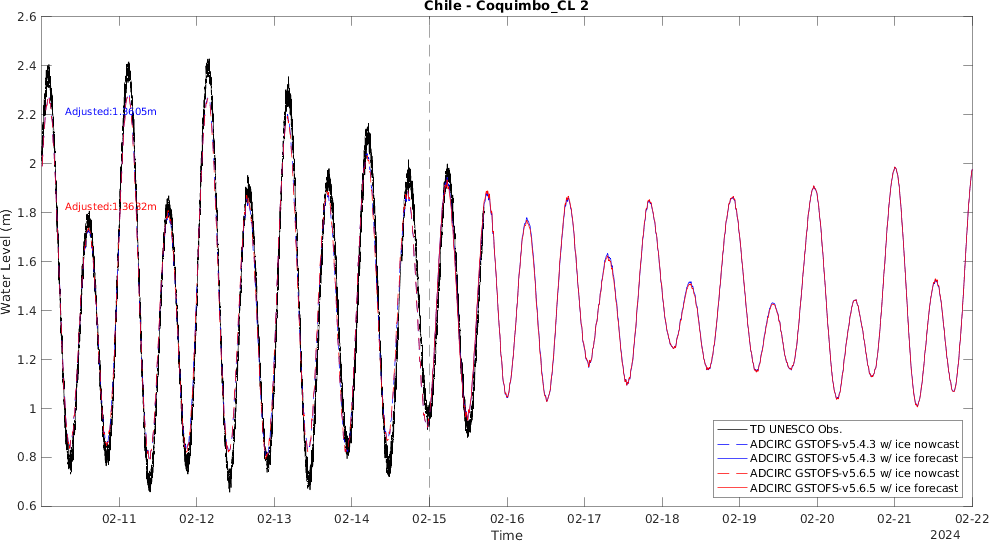 Chile - Coquimbo_CL 2
2.6
2.4
2.2
2
1.8
1.6
1.4
1.2
1
0.8
0.6
Water Level (m)
Adjusted:1.3605m
Adjusted:1.3632m
TD UNESCO Obs.
ADCIRC GSTOFS-v5.4.3 w/ ice nowcast
ADCIRC GSTOFS-v5.4.3 w/ ice forecast
ADCIRC GSTOFS-v5.6.5 w/ ice nowcast
ADCIRC GSTOFS-v5.6.5 w/ ice forecast
02-11 02-12 02-13 02-14 02-15 02-16 02-17 02-18 02-19 02-20 02-21 02-22
Time
2024